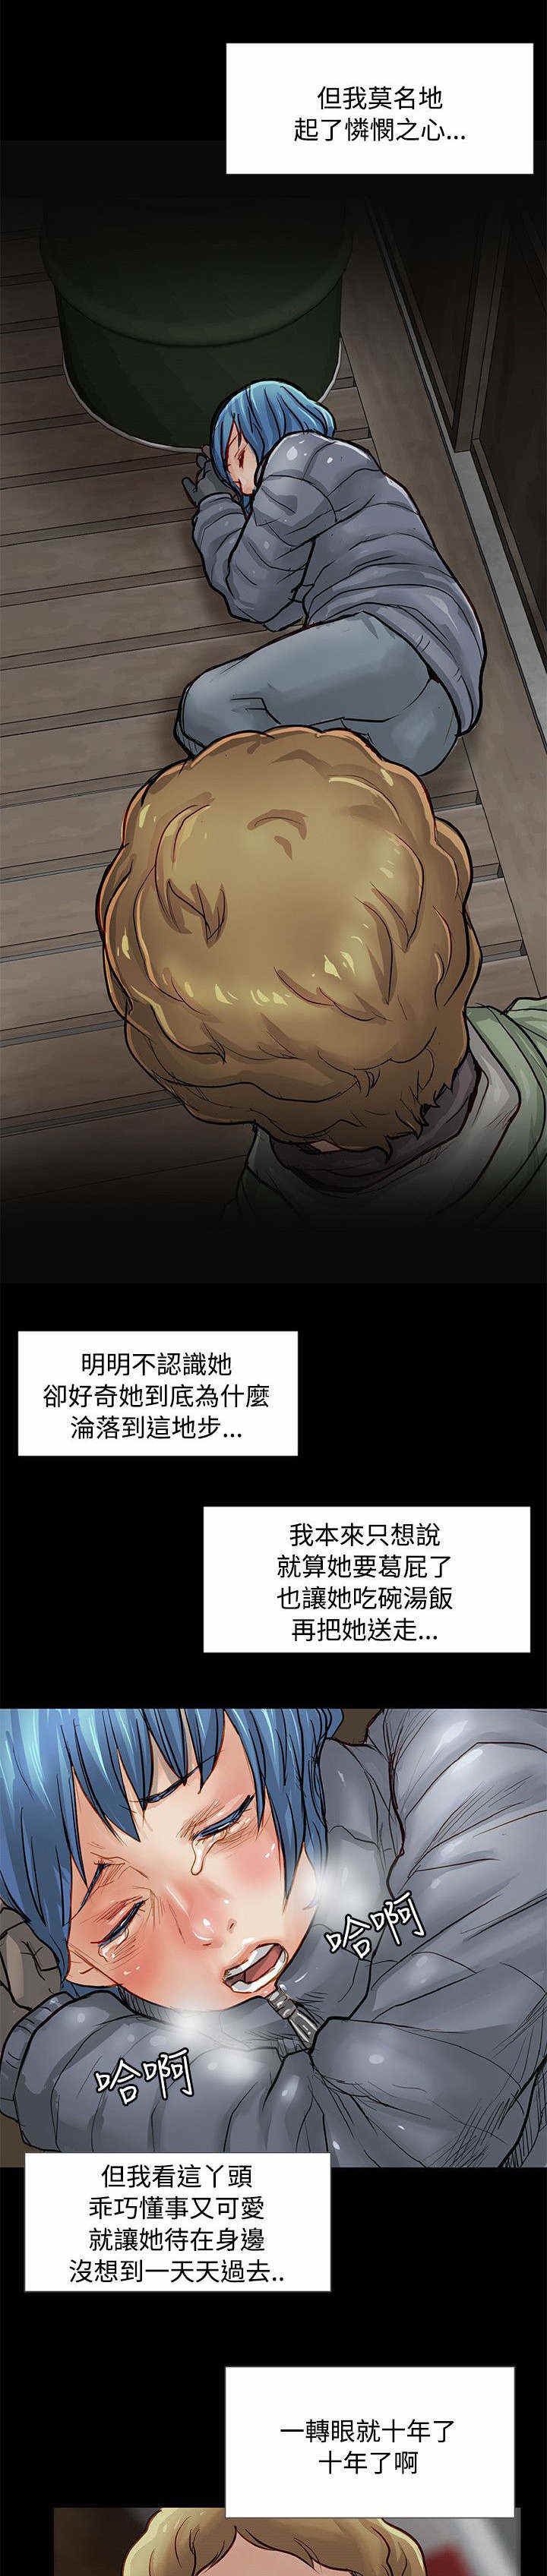 但我莫名地
起了憐憫之心...
明明不認識她
卻好奇她到底為什麼
淪落到這地步...
我本來只想說
就算她要葛屁了
也讓她吃碗湯飯
再把她送走...
哈啊
哈啊
但我看這丫頭
乖巧懂事又可愛
就讓她待在身邊
沒想到一天天過去..
一轉眼就十年了
十年了啊